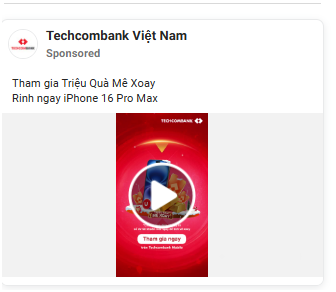 Techcombank Việt Nam
Sponsored
Tham gia Triệu Quà Mê Xoay
Rinh ngay iPhone 16 Pro Max
TECHCOMBANK
Tham gia ngay
trên Techcombank Mobile